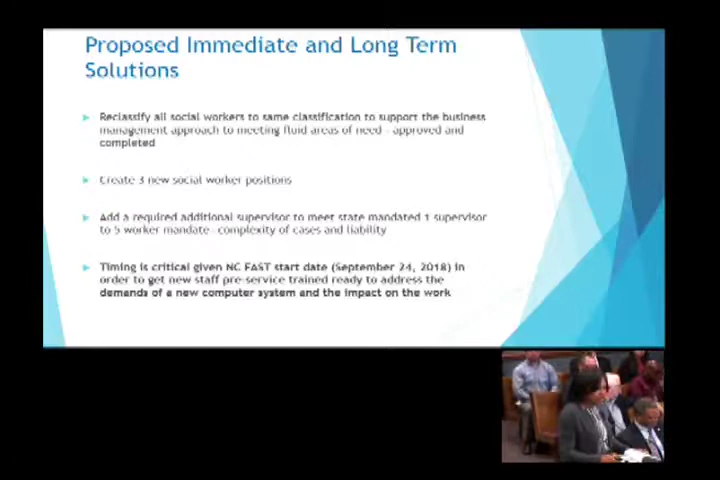 Proposed Immediate and Long Term
Solutions
Reclassify all social workers to same classification to support the business
management approach to meeting fluid areas of need - approved and
completed
Create 3 new social worker positions
Add a required additional supervisor to meet state mandated 1 supervisor
to 5 worker mandate- complexity of cases and liability
Timing is critical given NC FAST start date (September 24, 2018) in
order to get new staff pre-service trained ready to address the
demands of a new computer system and the impact on the work